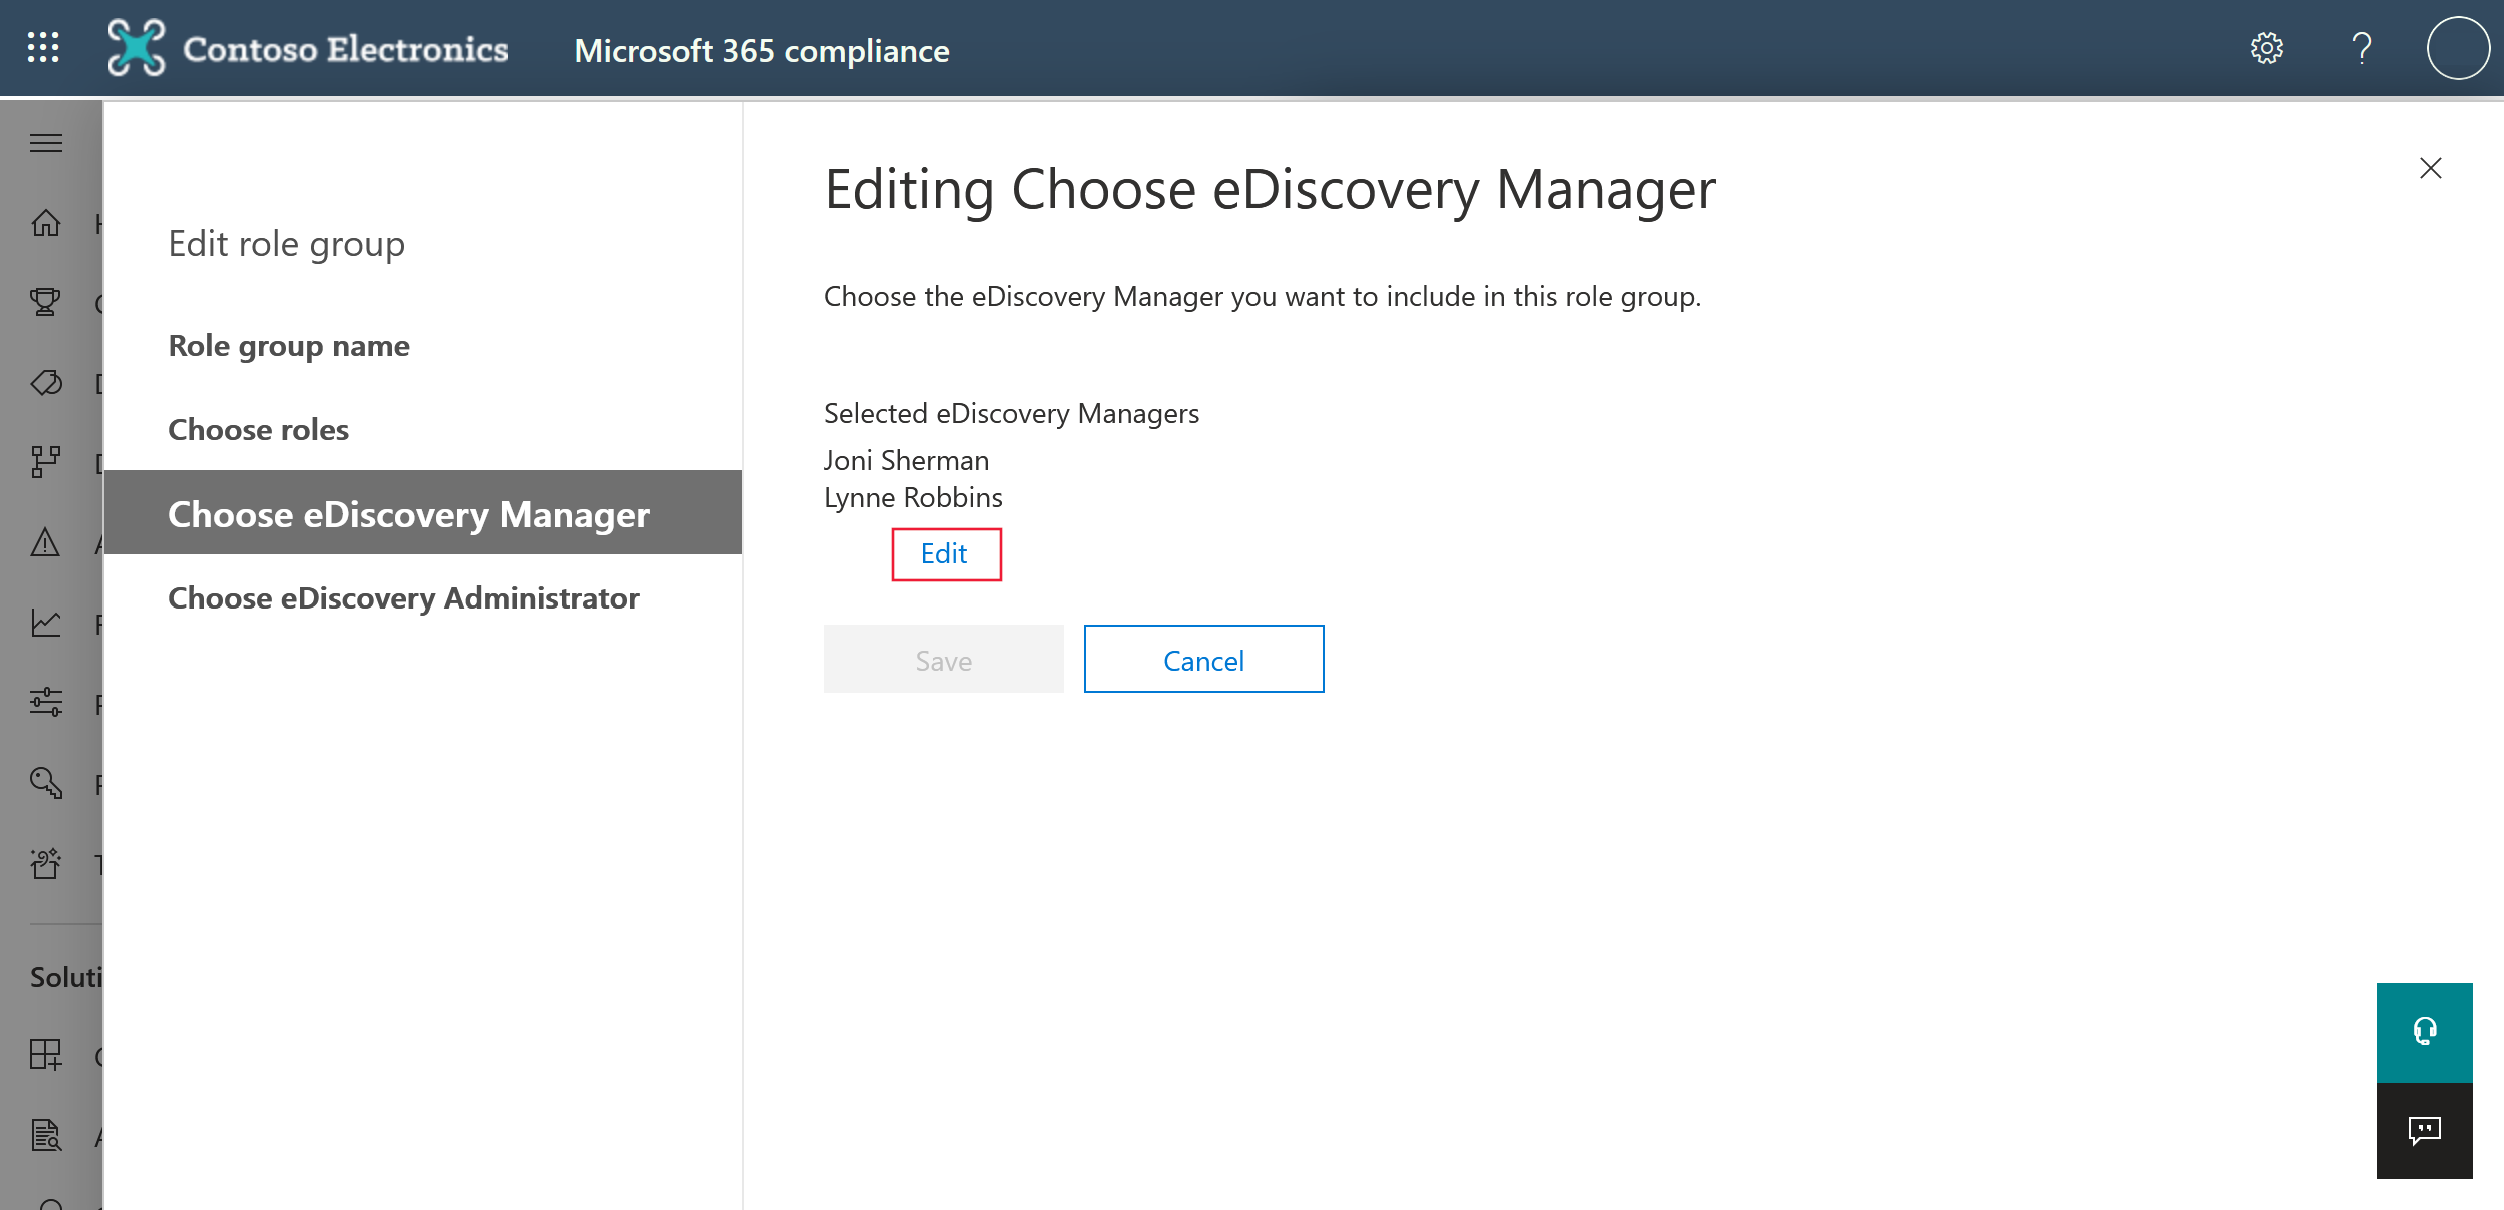 Contoso Electronics
Microsoft 365 compliance
Edit role group
Role group name
Choose roles
Choose eDiscovery Manager
Choose eDiscovery Administrator
Editing Choose eDiscovery Manager
Choose the eDiscovery Manager you want to include in this role group.
Selected eDiscovery Managers
Joni Sherman
Lynne Robbins
Edit
Save
Cancel